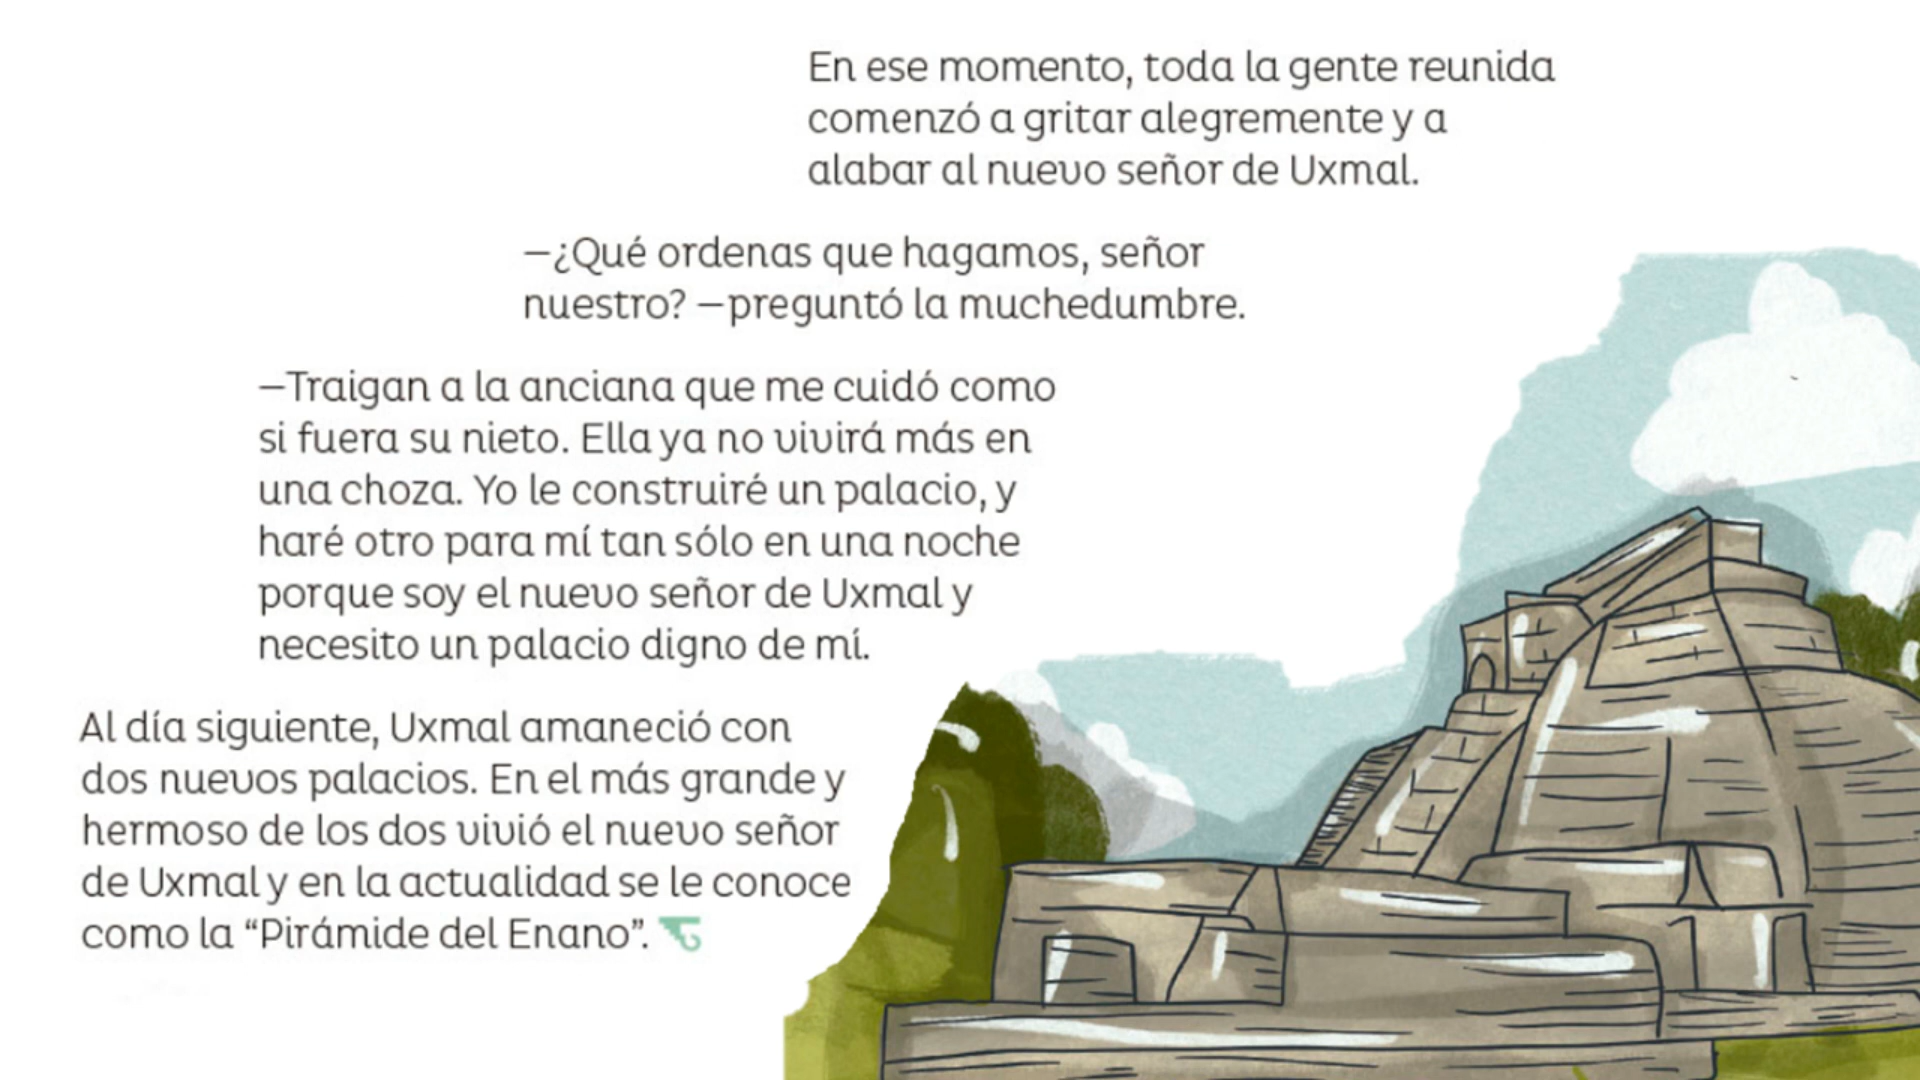 En ese momento, toda la gente reunida
comenzó a gritar alegremente y a
alabar al nuevo señor de Uxmal.
—¿Qué ordenas que hagamos, señor
nuestro? —preguntó la muchedumbre.
—Traigan a la anciana que me cuidó como
si fuera su nieto. Ella ya no vivirá más en
una choza. Yo le construiré un palacio, y
haré otro para mí tan sólo en una noche
porque soy el nuevo señor de Uxmal y
necesito un palacio digno de mí.
Al día siguiente, Uxmal amaneció con
dos nuevos palacios. En el más grande y
hermoso de los dos vivió el nuevo señor
de Uxmal y en la actualidad se le conoce
como la “Pirámide del Enano”.